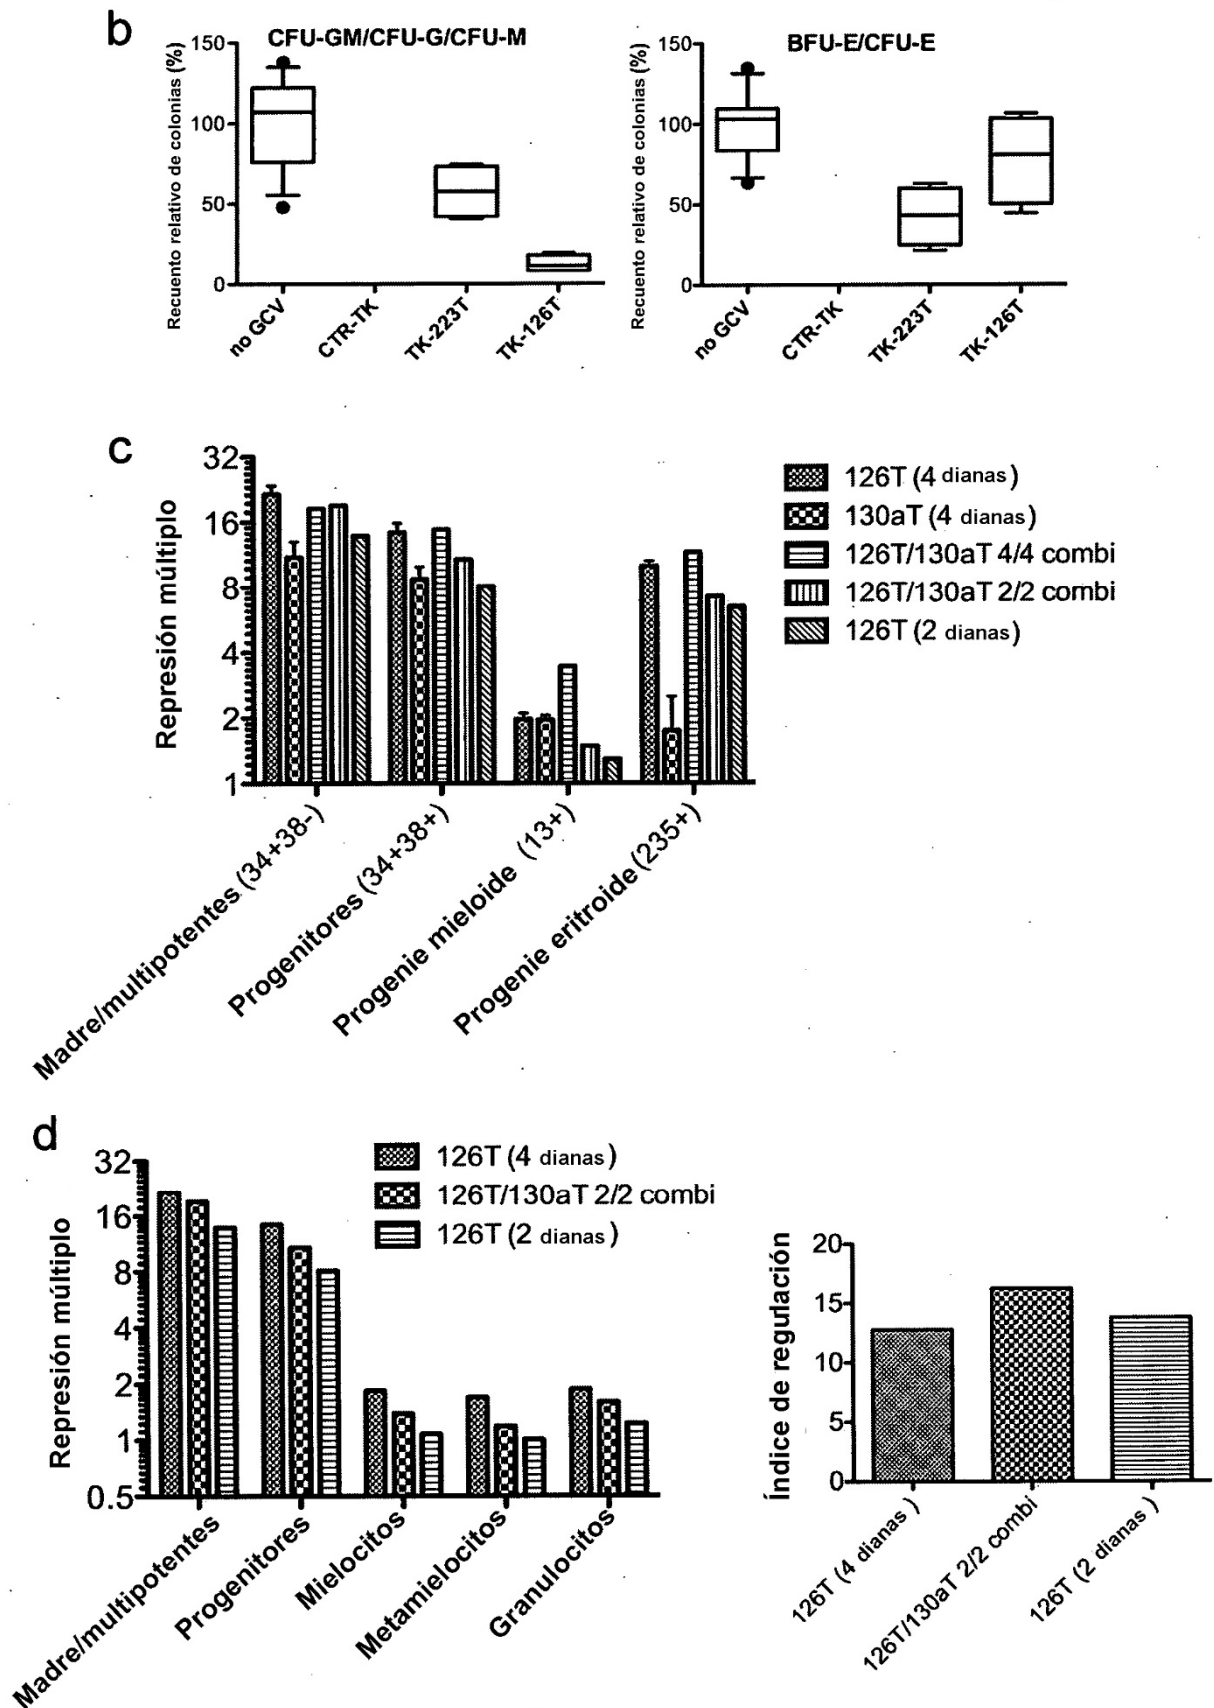 b
CFU-GM/CFU-G/CFU-M
Recuento relativo de colonias (%)
150
100
50
0
no GCV
CTR-TK
TK-223T
TK-126T
BFU-E/CFU-E
Recuento relativo de colonias (%)
150
100
50
0
no GCV
CTR-TK
TK-223T
TK-126T
c
Represión múltiplo
32
16
8
4
2
1
Madre/multipotentes (34+38-)
Progenitores (34+38+)
Progenie mieloide (13+)
Progenie eritroide (235+)
126T (4 dianas)
130aT (4 dianas)
126T/130aT 4/4 combi
126T/130aT 2/2 combi
126T (2 dianas)
d
Represión múltiplo
32
16
8
4
2
1
0.5
Madre/multipotentes
Progenitores
Mielocitos
Metamielocitos
Granulocitos
126T (4 dianas)
126T/130aT 2/2 combi
126T (2 dianas)
Índice de regulación
20
15
10
5
0
126T (4 dianas )
126T/130aT 2/2 combi
126T (2 dianas )